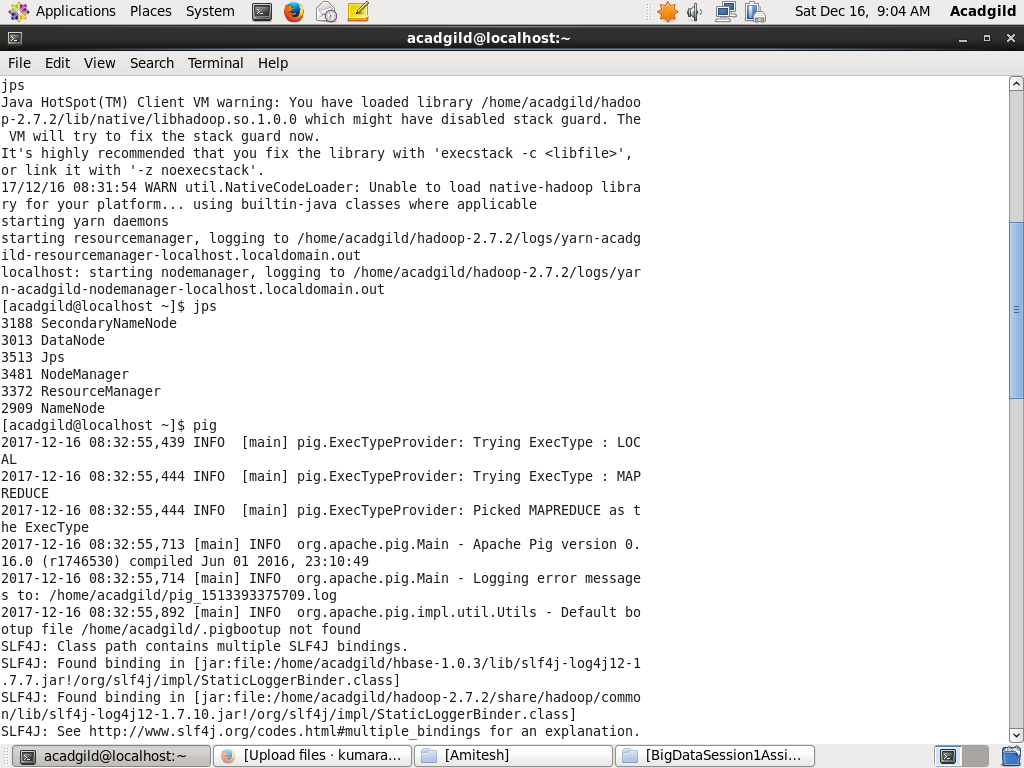 Applications Places System Sat Dec 16, 9:04 AM Acadgild
acadgild@localhost:~
File Edit View Search Terminal Help
jps
Java HotSpot(TM) Client VM warning: You have loaded library /home/acadgild/hadoo
p-2.7.2/lib/native/libhadoop.so.1.0.0 which might have disabled stack guard. The
 VM will try to fix the stack guard now.
It's highly recommended that you fix the library with 'execstack -c <libfile>',
or link it with '-z noexecstack'.
17/12/16 08:31:54 WARN util.NativeCodeLoader: Unable to load native-hadoop libra
ry for your platform... using builtin-java classes where applicable
starting yarn daemons
starting resourcemanager, logging to /home/acadgild/hadoop-2.7.2/logs/yarn-acadg
ild-resourcemanager-localhost.localdomain.out
localhost: starting nodemanager, logging to /home/acadgild/hadoop-2.7.2/logs/yar
n-acadgild-nodemanager-localhost.localdomain.out
[acadgild@localhost ~]$ jps
3188 SecondaryNameNode
3013 DataNode
3513 Jps
3481 NodeManager
3372 ResourceManager
2909 NameNode
[acadgild@localhost ~]$ pig
2017-12-16 08:32:55,439 INFO  [main] pig.ExecTypeProvider: Trying ExecType : LOC
AL
2017-12-16 08:32:55,444 INFO  [main] pig.ExecTypeProvider: Trying ExecType : MAP
REDUCE
2017-12-16 08:32:55,444 INFO  [main] pig.ExecTypeProvider: Picked MAPREDUCE as t
he ExecType
2017-12-16 08:32:55,713 [main] INFO  org.apache.pig.Main - Apache Pig version 0.
16.0 (r1746530) compiled Jun 01 2016, 23:10:49
2017-12-16 08:32:55,714 [main] INFO  org.apache.pig.Main - Logging error message
s to: /home/acadgild/pig_1513393375709.log
2017-12-16 08:32:55,892 [main] INFO  org.apache.pig.impl.util.Utils - Default bo
otup file /home/acadgild/.pigbootup not found
SLF4J: Class path contains multiple SLF4J bindings.
SLF4J: Found binding in [jar:file:/home/acadgild/hbase-1.0.3/lib/slf4j-log4j12-1
.7.7.jar!/org/slf4j/impl/StaticLoggerBinder.class]
SLF4J: Found binding in [jar:file:/home/acadgild/hadoop-2.7.2/share/hadoop/commo
n/lib/slf4j-log4j12-1.7.10.jar!/org/slf4j/impl/StaticLoggerBinder.class]
SLF4J: See http://www.slf4j.org/codes.html#multiple_bindings for an explanation.
acadgild@localhost:~ [Upload files · kumara... [Amitesh] [BigDataSession1Assi...